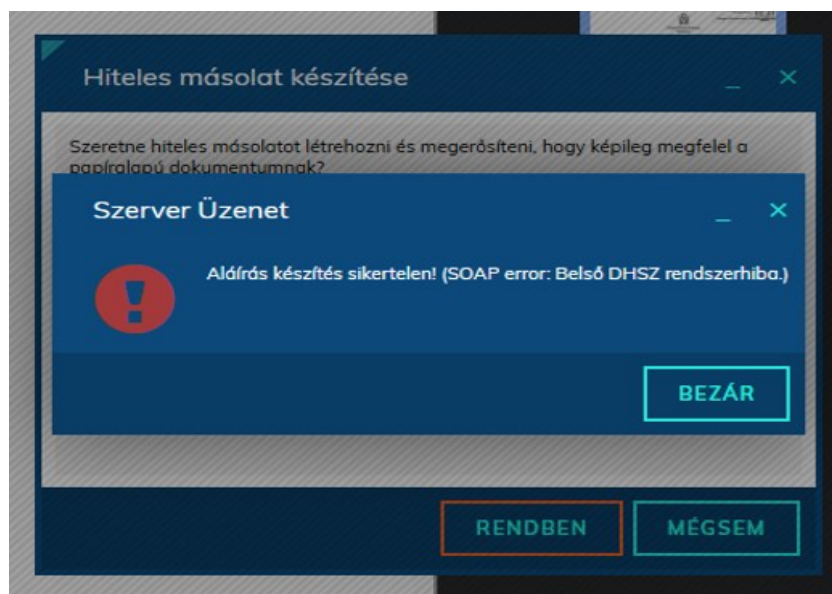 Hiteles másolat készítése
Szeretne hiteles másolatot létrehozni és megerősíteni, hogy képileg megfelel a
papíralapú dokumentumnak?
Szerver Üzenet
Aláírás készítés sikertelen! (SOAP error: Belső DHSZ rendszerhiba.)
BEZÁR
RENDBEN
MÉGSEM